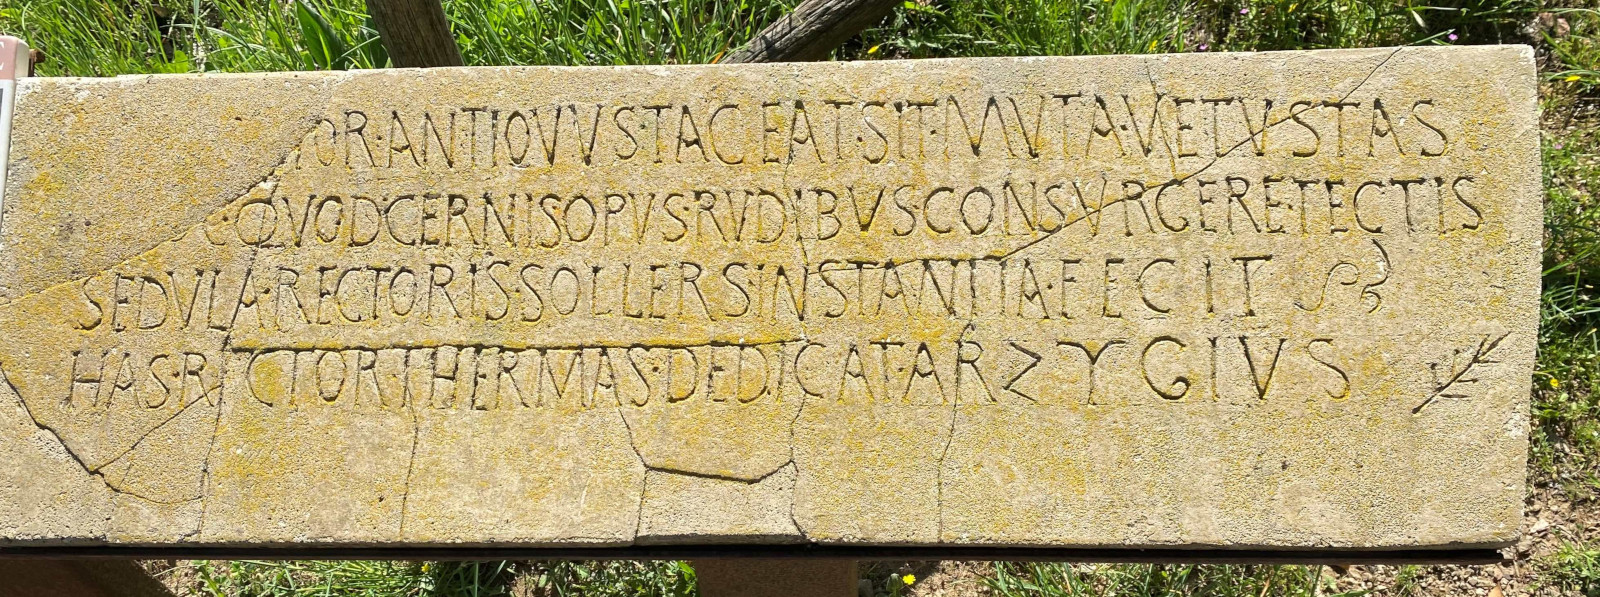 TOR·ANTIQVVS·TACEAT·SIT·MVTA·VETVSTAS
QVOD·CERNIS OPVS·RVDIBVS·CONSVRGERE·TECTIS
SEDVLA·RECTORIS·SOLLERS·INSTANTIA·FECIT
HAS·RECTOR·THERMAS·DEDICAT·ARZYGIVS